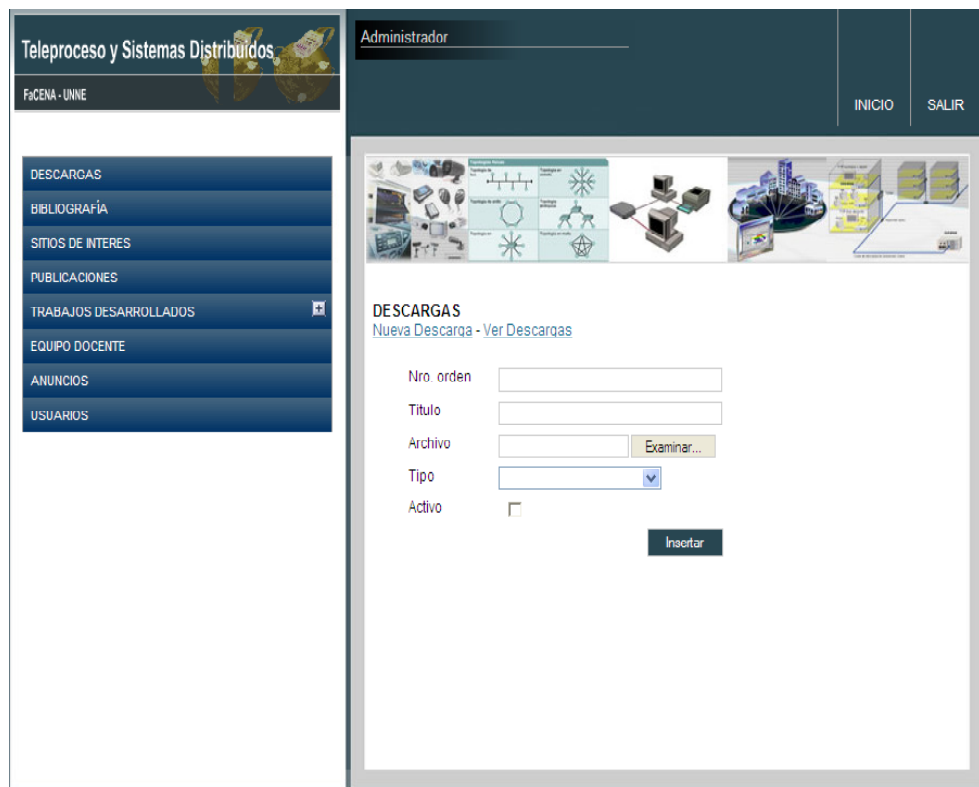 Teleproceso y Sistemas Distribuidos
FaCENA - UNNE
Administrador
INICIO
SALIR
DESCARGAS
BIBLIOGRAFÍA
SITIOS DE INTERES
PUBLICACIONES
TRABAJOS DESARROLLADOS
EQUIPO DOCENTE
ANUNCIOS
USUARIOS
DESCARGAS
Nueva Descarga - Ver Descargas
Nro. orden
Titulo
Archivo
Examinar...
Tipo
Activo
Insertar